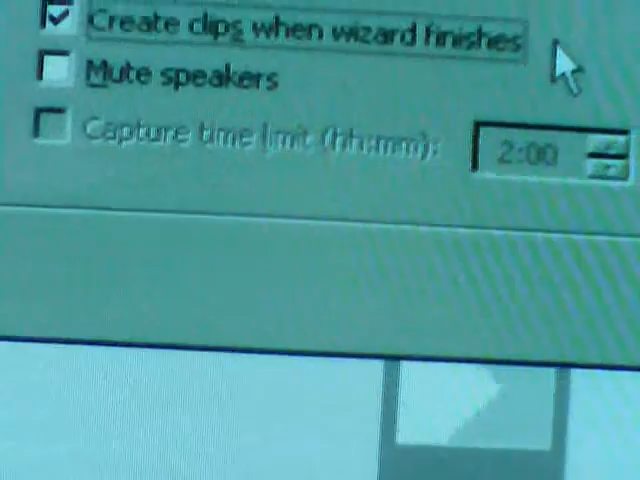 Create clips when wizard finishes
Mute speakers
Capture time limit (hh:mm):
2:00